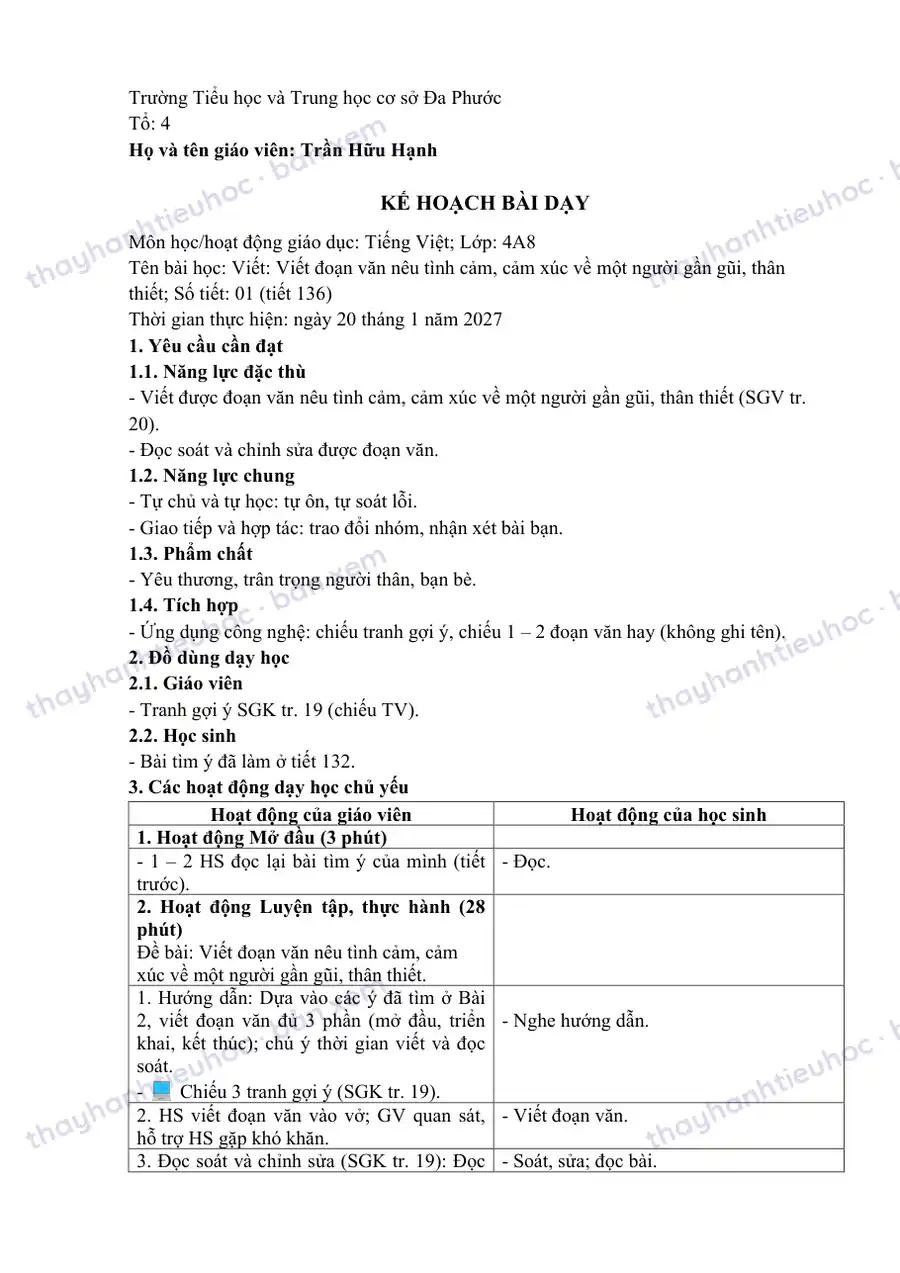 Trường Tiểu học và Trung học cơ sở Đa Phước
Tổ: 4
Họ và tên giáo viên: Trần Hữu Hạnh
KẾ HOẠCH BÀI DẠY
Môn học/hoạt động giáo dục: Tiếng Việt; Lớp: 4A8
Tên bài học: Viết: Viết đoạn văn nêu tình cảm, cảm xúc về một người gần gũi, thân
thiết; Số tiết: 01 (tiết 136)
Thời gian thực hiện: ngày 20 tháng 1 năm 2027
1. Yêu cầu cần đạt
1.1. Năng lực đặc thù
- Viết được đoạn văn nêu tình cảm, cảm xúc về một người gần gũi, thân thiết (SGV tr.
20).
- Đọc soát và chỉnh sửa được đoạn văn.
1.2. Năng lực chung
- Tự chủ và tự học: tự ôn, tự soát lỗi.
- Giao tiếp và hợp tác: trao đổi nhóm, nhận xét bài bạn.
1.3. Phẩm chất
- Yêu thương, trân trọng người thân, bạn bè.
1.4. Tích hợp
- Ứng dụng công nghệ: chiếu tranh gợi ý, chiếu 1 – 2 đoạn văn hay (không ghi tên).
2. Đồ dùng dạy học
2.1. Giáo viên
- Tranh gợi ý SGK tr. 19 (chiếu TV).
2.2. Học sinh
- Bài tìm ý đã làm ở tiết 132.
3. Các hoạt động dạy học chủ yếu
Hoạt động của giáo viên
Hoạt động của học sinh
1. Hoạt động Mở đầu (3 phút)
- 1 – 2 HS đọc lại bài tìm ý của mình (tiết
trước).
- Đọc.
2. Hoạt động Luyện tập, thực hành (28
phút)
Đề bài: Viết đoạn văn nêu tình cảm, cảm
xúc về một người gần gũi, thân thiết.
1. Hướng dẫn: Dựa vào các ý đã tìm ở Bài
2, viết đoạn văn đủ 3 phần (mở đầu, triển
khai, kết thúc); chú ý thời gian viết và đọc
soát.
- Chiếu 3 tranh gợi ý (SGK tr. 19).
- Nghe hướng dẫn.
2. HS viết đoạn văn vào vở; GV quan sát,
hỗ trợ HS gặp khó khăn.
- Viết đoạn văn.
3. Đọc soát và chỉnh sửa (SGK tr. 19): Đọc
- Soát, sửa; đọc bài.
thayhanhtieuhoc · bản xem
thayhanhtieuhoc · b
thayhanhtieuhoc · bản xem
thayhanhtieuhoc · b
thayhanhtieuhoc · bản xem
thayhanhtieuhoc · b